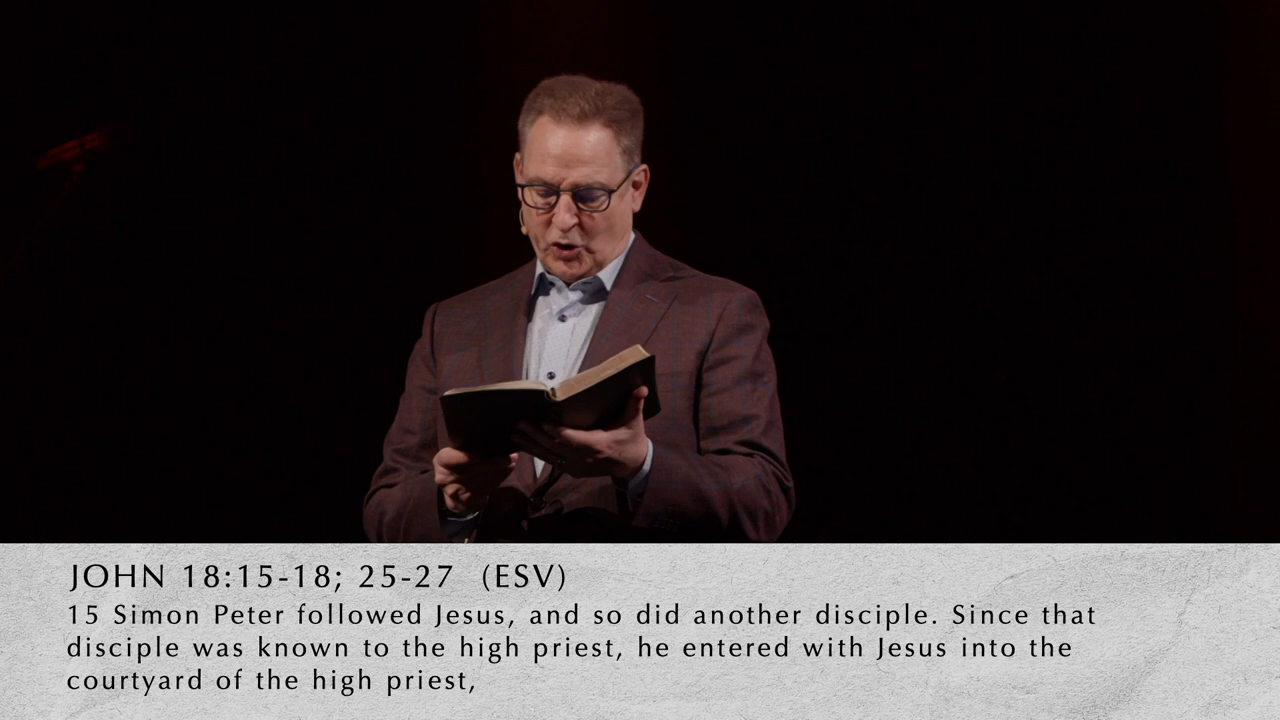 JOHN 18:15-18; 25-27 (ESV)
15 Simon Peter followed Jesus, and so did another disciple. Since that
disciple was known to the high priest, he entered with Jesus into the
courtyard of the high priest,